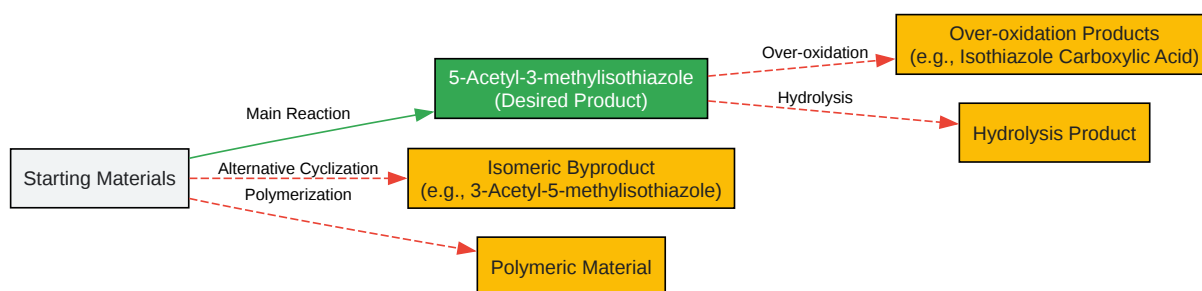 Starting Materials
Main Reaction
Alternative Cyclization
Polymerization
5-Acetyl-3-methylisothiazole
(Desired Product)
Isomeric Byproduct
(e.g., 3-Acetyl-5-methylisothiazole)
Polymeric Material
Over-oxidation
Hydrolysis
Over-oxidation Products
(e.g., Isothiazole Carboxylic Acid)
Hydrolysis Product